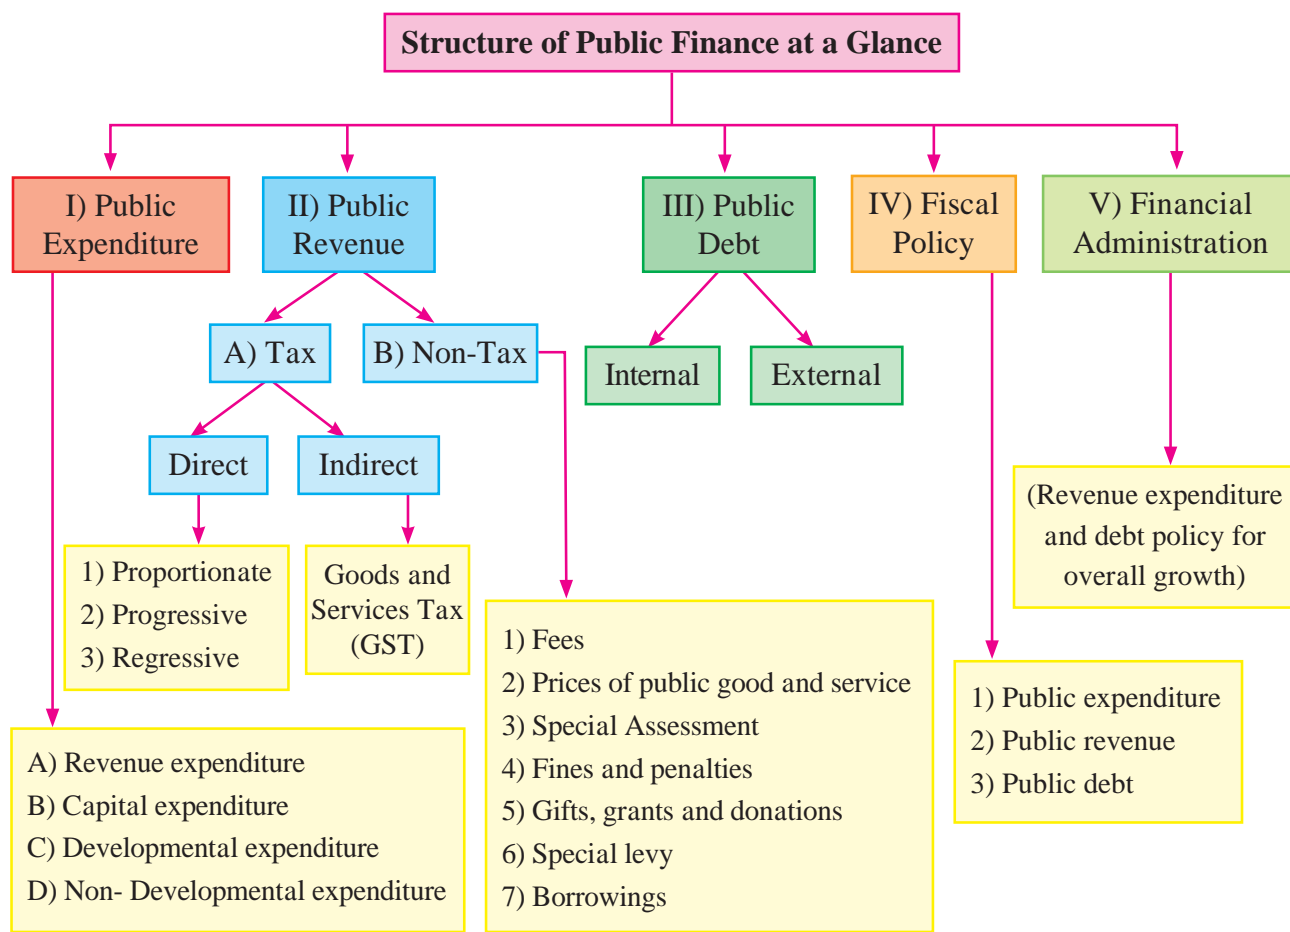 Structure of Public Finance at a Glance
I) Public
Expenditure
II) Public
Revenue
III) Public
Debt
IV) Fiscal
Policy
V) Financial
Administration
A) Tax
B) Non-Tax
Internal
External
Direct
Indirect
1) Proportionate
2) Progressive
3) Regressive
Goods and
Services Tax
(GST)
(Revenue expenditure
and debt policy for
overall growth)
A) Revenue expenditure
B) Capital expenditure
C) Developmental expenditure
D) Non- Developmental expenditure
1) Fees
2) Prices of public good and service
3) Special Assessment
4) Fines and penalties
5) Gifts, grants and donations
6) Special levy
7) Borrowings
1) Public expenditure
2) Public revenue
3) Public debt